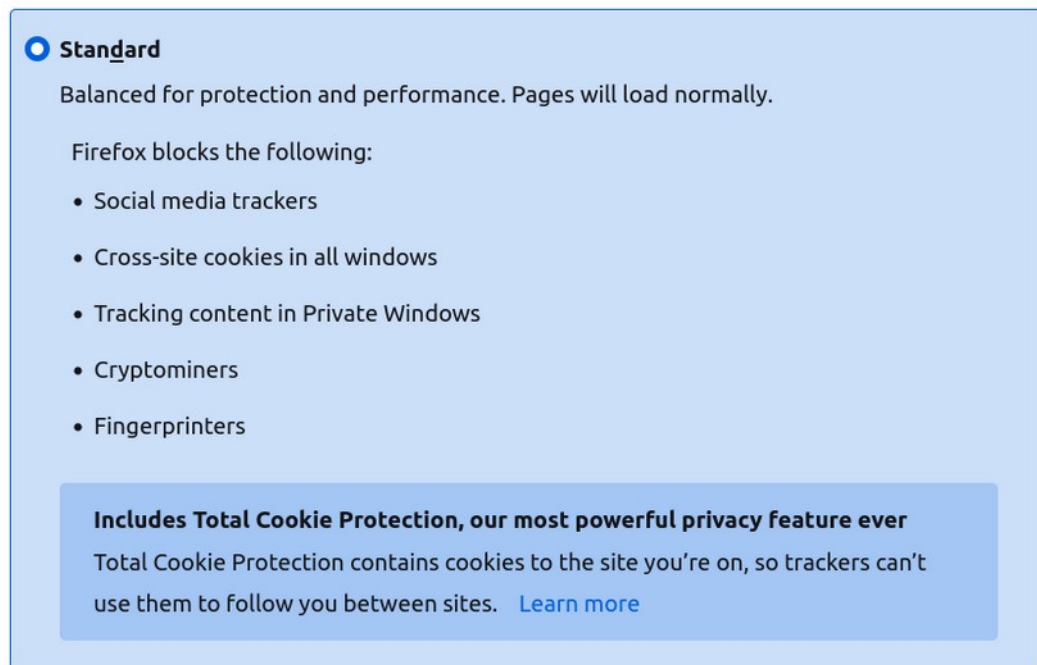 Standard
Balanced for protection and performance. Pages will load normally.
Firefox blocks the following:
• Social media trackers
• Cross-site cookies in all windows
• Tracking content in Private Windows
• Cryptominers
• Fingerprinters
Includes Total Cookie Protection, our most powerful privacy feature ever
Total Cookie Protection contains cookies to the site you’re on, so trackers can’t
use them to follow you between sites. Learn more